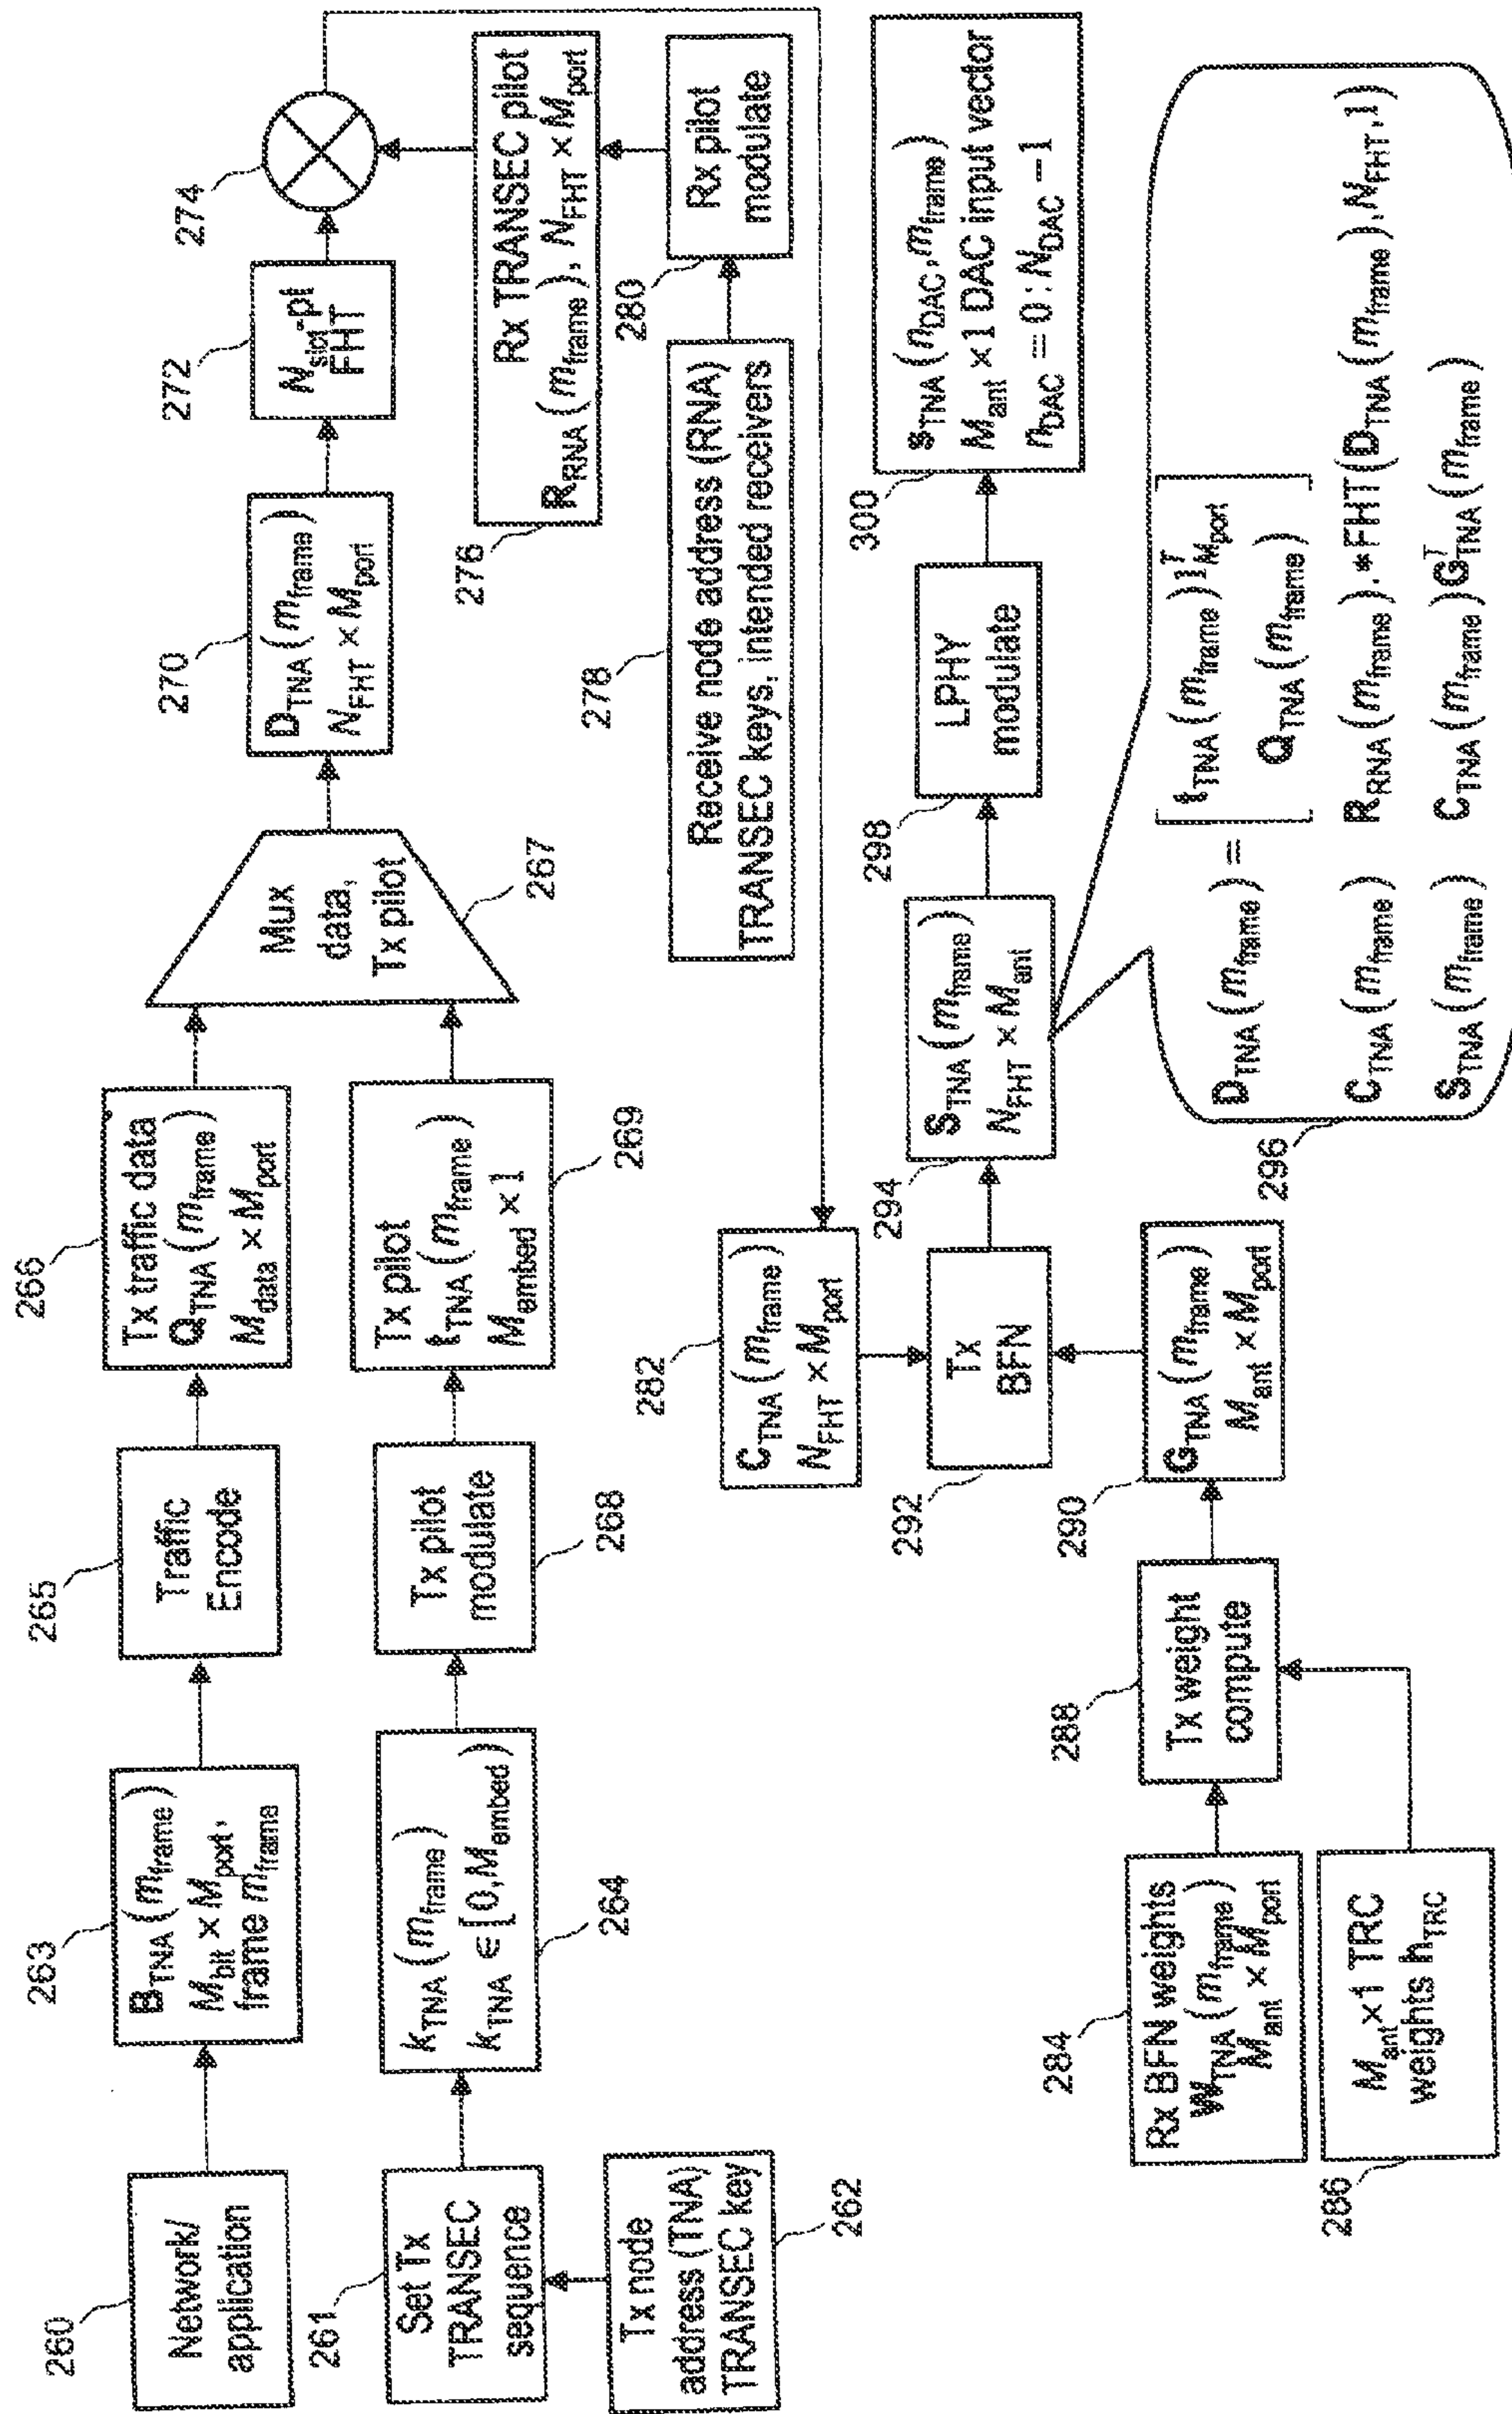 260
Network/
application
263
B_TNA(m_frame)
M_bit × M_port,
frame m_frame
265
Traffic
Encode
266
Tx traffic data
Q_TNA(m_frame)
M_data × M_port
261
Set Tx
TRANSEC
sequence
Tx node
address (TNA)
TRANSEC key
262
k_TNA(m_frame)
k_TNA ∈ [0,M_embed)
264
Tx pilot
modulate
268
Tx pilot
t_TNA(m_frame)
M_embed × 1
269
Mux
data,
Tx pilot
267
270
D_TNA(m_frame)
N_FHT × M_port
272
N_slot-pt
FHT
274
Rx TRANSEC pilot
R_RNA(m_frame), N_FHT × M_port
276
278
Receive node address (RNA)
TRANSEC keys, intended receivers
280
Rx pilot
modulate
282
C_TNA(m_frame)
N_FHT × M_port
284
Rx BFN weights
W_TNA(m_frame)
M_ant × M_port
M_ant × 1 TRC
weights h_TRC
286
288
Tx weight
compute
290
G_TNA(m_frame)
M_ant × M_port
292
Tx
BFN
294
S_TNA(m_frame)
N_FHT × M_ant
298
LPHY
modulate
300
s_TNA(n_DAC,m_frame)
M_ant × 1 DAC input vector
n_DAC = 0 : N_DAC − 1
296
D_TNA(m_frame) = [t_TNA(m_frame)1^T_M_port
Q_TNA(m_frame)]
C_TNA(m_frame) R_RNA(m_frame).*FHT(D_TNA(m_frame),N_FHT,1)
S_TNA(m_frame) C_TNA(m_frame)G^T_TNA(m_frame)